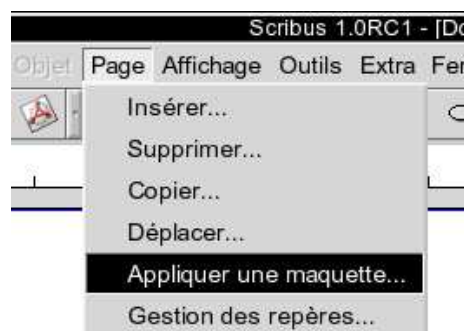 Scribus 1.0RC1 - [Do
Objet Page Affichage Outils Extra Fe
Insérer...
Supprimer...
Copier...
Déplacer...
Appliquer une maquette...
Gestion des repères...